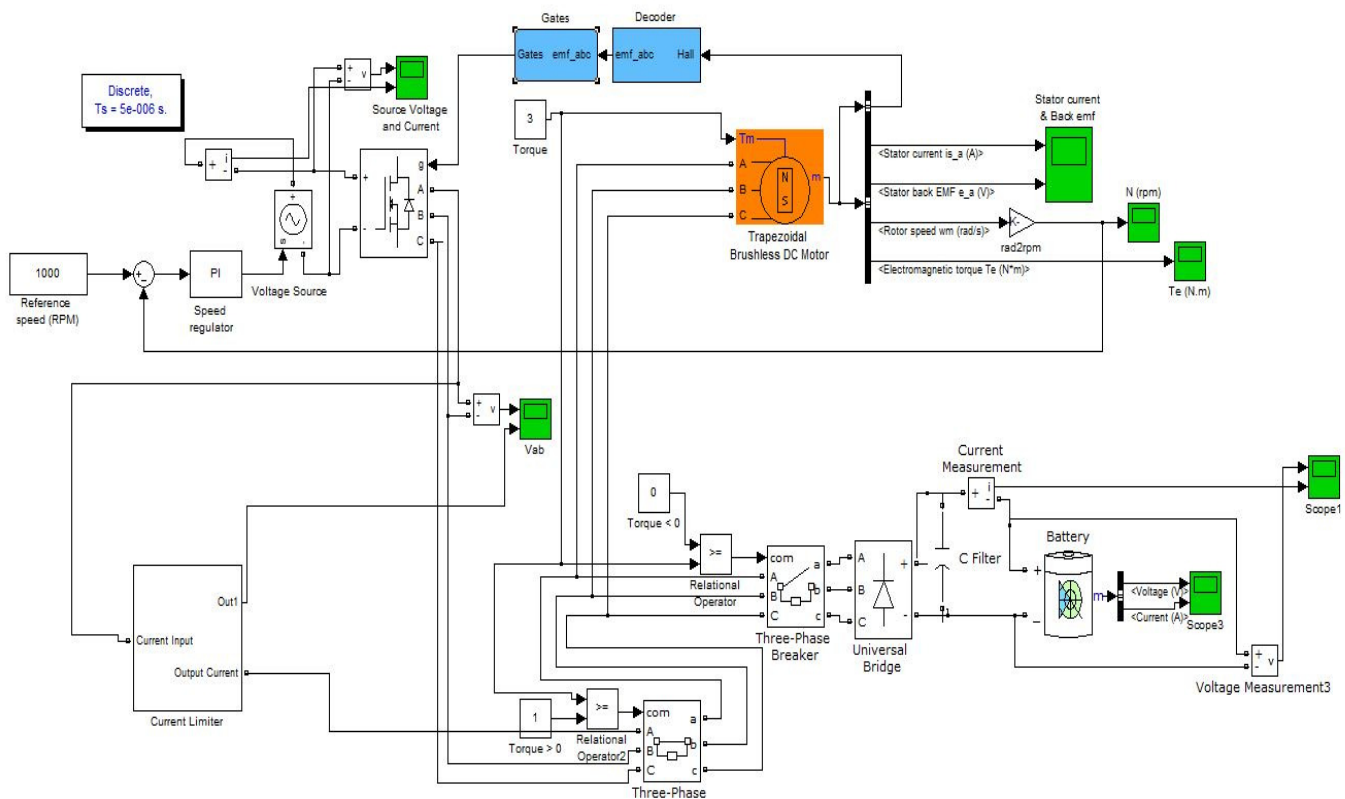 Gates
Decoder
Gates emf_abc
emf_abc Hall
Discrete,
Ts = 5e-006 s.
+
-
v
Source Voltage
and Current
+
-
i
3
Torque
Tm
A
B
C
N
S
m
Trapezoidal
Brushless DC Motor
Stator current
& Back emf
<Stator current is_a (A)>
<Stator back EMF e_a (V)>
<Rotor speed wm (rad/s)>
<Electromagnetic torque Te (N*m)>
K-
rad2rpm
N (rpm)
Te (N.m)
g
+
A
B
-
C
+
s -
Voltage Source
1000
Reference
speed (RPM)
+
-
PI
Speed
regulator
+
-
v
Vab
0
Torque < 0
>=
Relational
Operator
com
A
B
C
a
b
c
Three-Phase
Breaker
A
B
C
+
-
Universal
Bridge
C Filter
Current
Measurement
+
i
-
Battery
+
-
m
<Voltage (V)>
<Current (A)>
Scope3
Scope1
+
-
v
Voltage Measurement3
Out1
Current Input
Output Current
Current Limiter
1
Torque > 0
>=
Relational
Operator2
com
A
B
C
a
b
c
Three-Phase